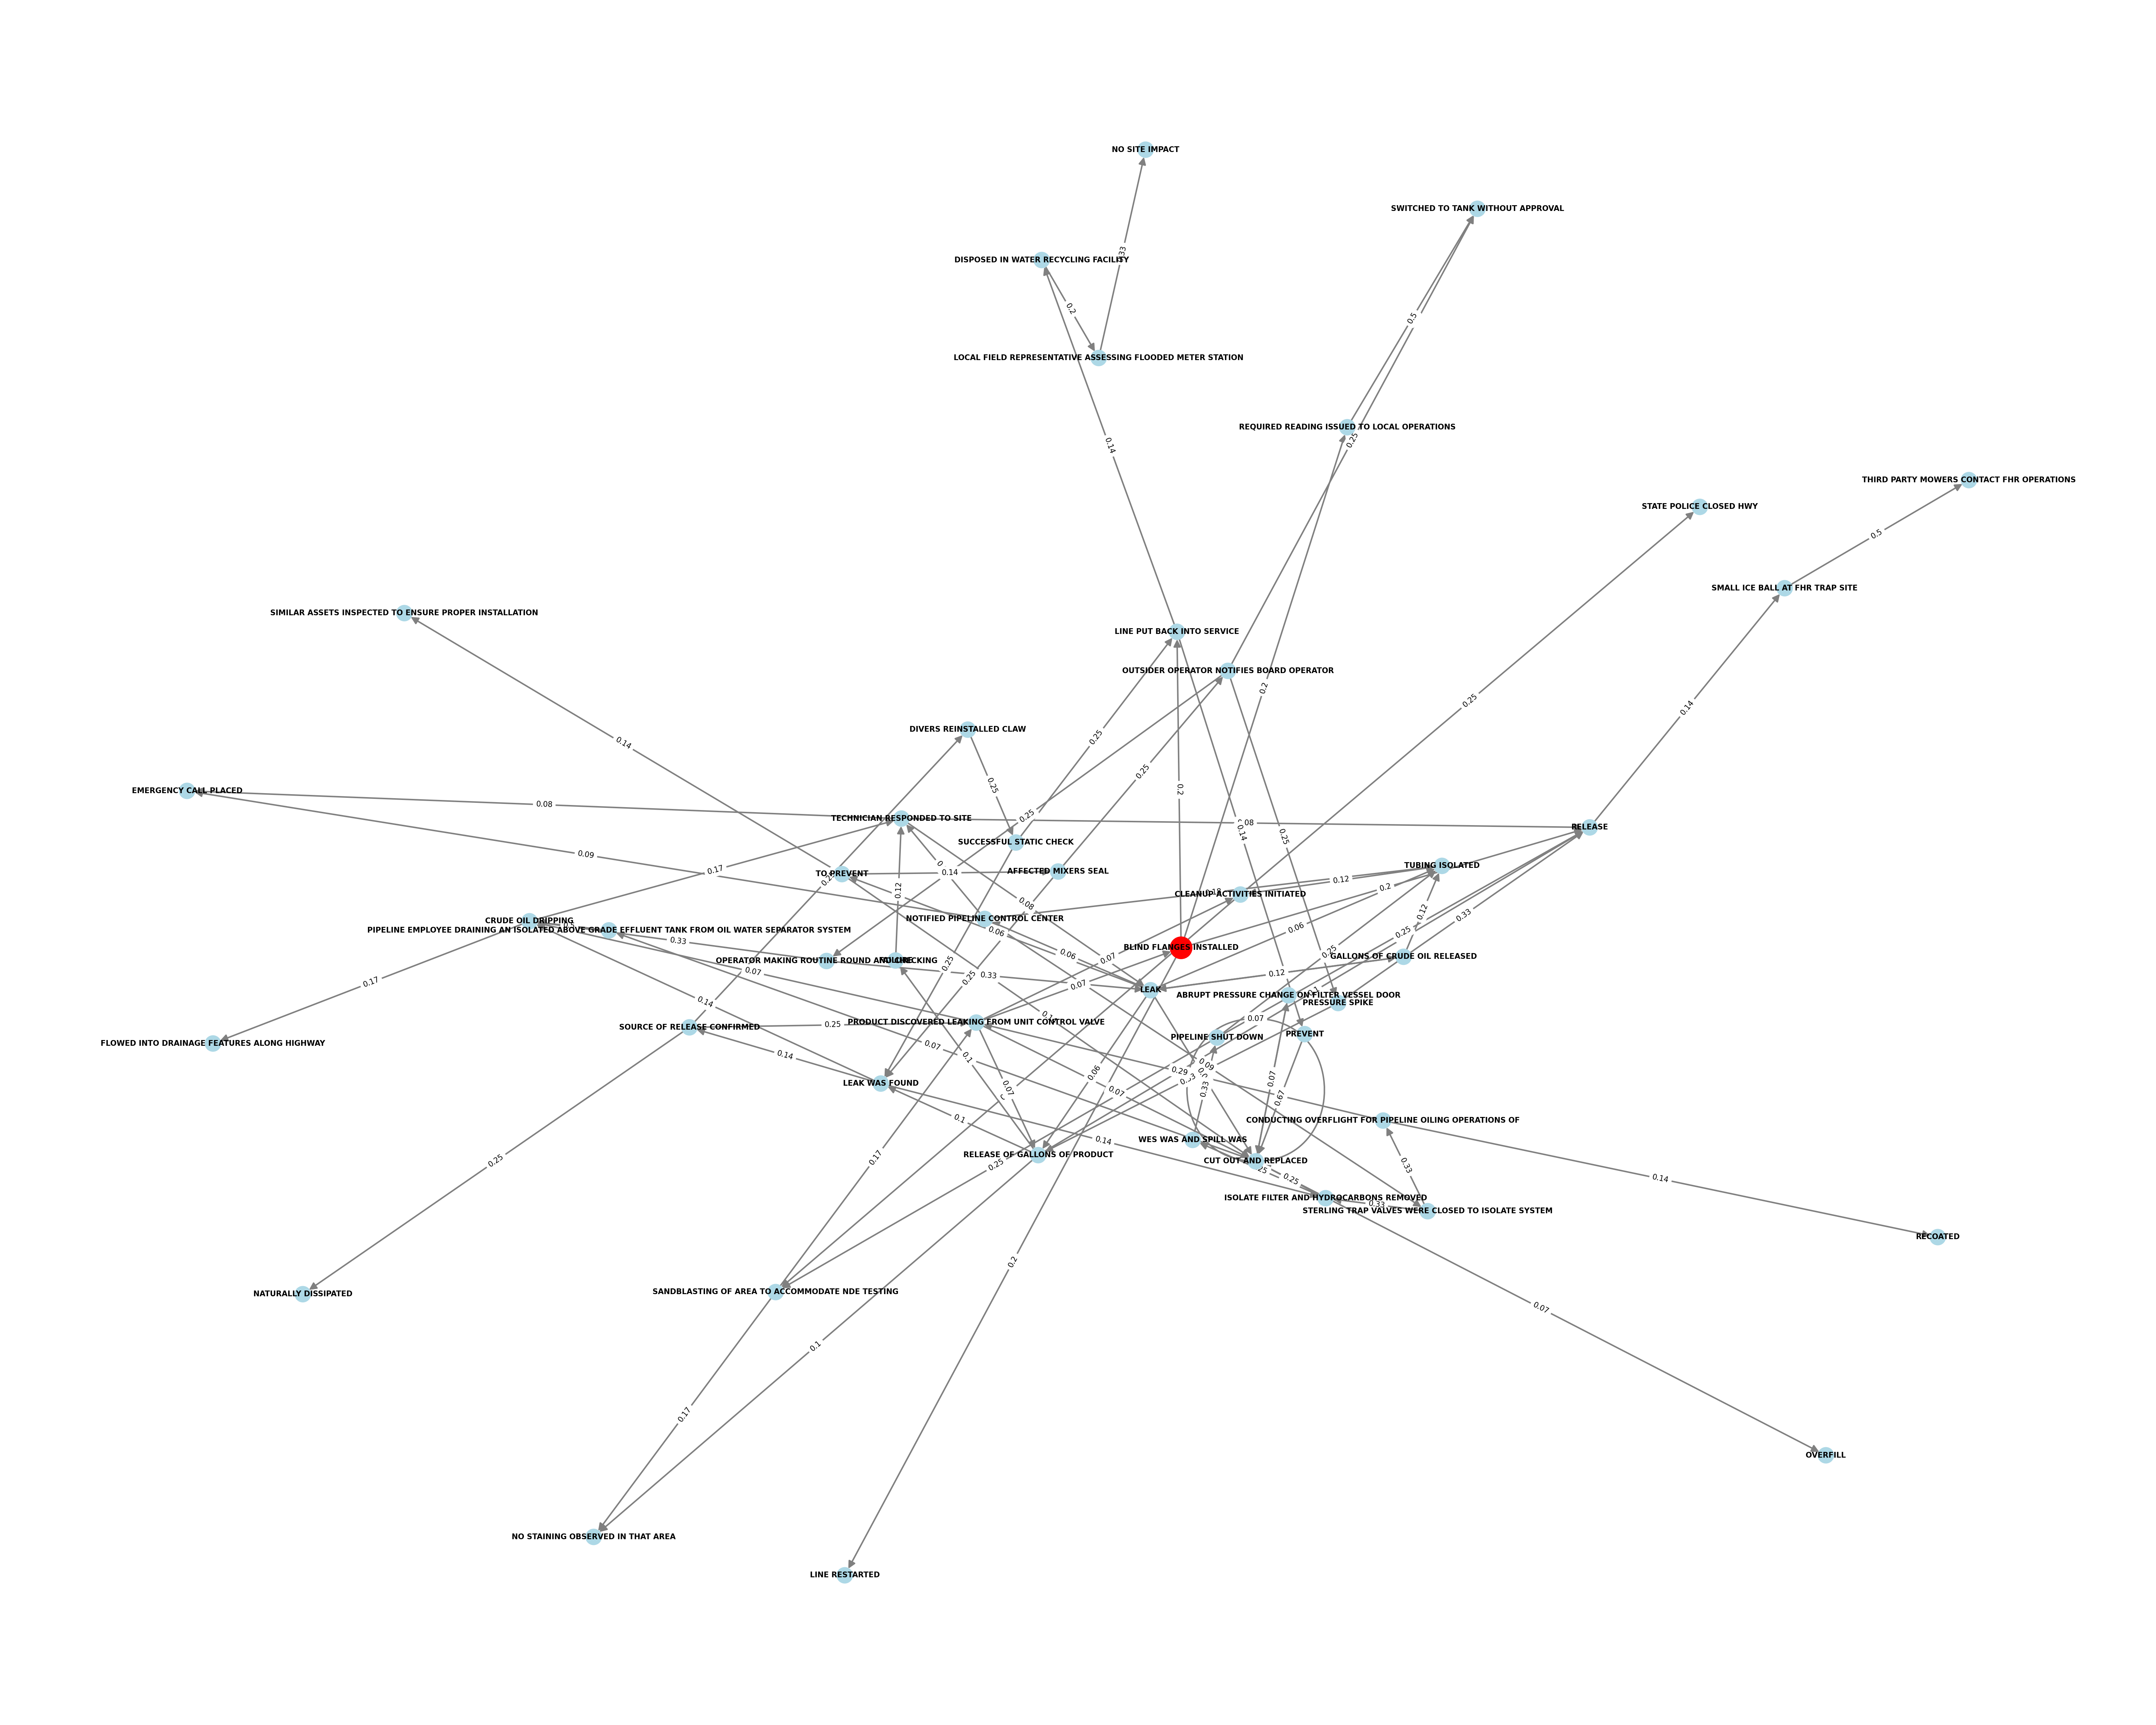 NO SITE IMPACT
SWITCHED TO TANK WITHOUT APPROVAL
0.33
DISPOSED IN WATER RECYCLING FACILITY
0.2
0.5
LOCAL FIELD REPRESENTATIVE ASSESSING FLOODED METER STATION
REQUIRED READING ISSUED TO LOCAL OPERATIONS
0.25
0.14
THIRD PARTY MOWERS CONTACT FHR OPERATIONS
STATE POLICE CLOSED HWY
0.5
SMALL ICE BALL AT FHR TRAP SITE
SIMILAR ASSETS INSPECTED TO ENSURE PROPER INSTALLATION
LINE PUT BACK INTO SERVICE
OUTSIDER OPERATOR NOTIFIES BOARD OPERATOR
0.2
0.25
0.14
DIVERS REINSTALLED CLAW
0.25
0.14
0.25
0.25
0.2
EMERGENCY CALL PLACED
0.08
TECHNICIAN RESPONDED TO SITE
0.25
0.08
0.14
0.25
RELEASE
SUCCESSFUL STATIC CHECK
0.09
0.17
TO PREVENT
0.14
AFFECTED MIXERS SEAL
TUBING ISOLATED
0.12
0.12
0.2
CLEANUP ACTIVITIES INITIATED
0.08
CRUDE OIL DRIPPING
NOTIFIED PIPELINE CONTROL CENTER
0.12
0.33
PIPELINE EMPLOYEE DRAINING AN ISOLATED ABOVE GRADE EFFLUENT TANK FROM OIL WATER SEPARATOR SYSTEM
0.06
0.06
0.25
0.33
BLIND FLANGES INSTALLED
0.06
0.07
0.25
GALLONS OF CRUDE OIL RELEASED
OPERATOR MAKING ROUTINE ROUND AND CHECKING
0.25
0.07
0.33
0.12
0.25
0.17
0.07
LEAK
ABRUPT PRESSURE CHANGE ON FILTER VESSEL DOOR
0.14
PRESSURE SPIKE
0.07
PRODUCT DISCOVERED LEAKING FROM UNIT CONTROL VALVE
SOURCE OF RELEASE CONFIRMED
0.25
PREVENT
PIPELINE SHUT DOWN
FLOWED INTO DRAINAGE FEATURES ALONG HIGHWAY
0.07
0.14
0.1
0.09
0.29
0.06
0.07
LEAK WAS FOUND
0.07
0.07
0.33
0.67
0.1
CONDUCTING OVERFLIGHT FOR PIPELINE OILING OPERATIONS OF
0.14
WES WAS AND SPILL WAS
RELEASE OF GALLONS OF PRODUCT
0.17
0.25
CUT OUT AND REPLACED
0.25
0.33
0.25
0.14
ISOLATE FILTER AND HYDROCARBONS REMOVED
0.33
STERLING TRAP VALVES WERE CLOSED TO ISOLATE SYSTEM
RECOATED
0.2
SANDBLASTING OF AREA TO ACCOMMODATE NDE TESTING
NATURALLY DISSIPATED
0.07
0.1
0.17
OVERFILL
NO STAINING OBSERVED IN THAT AREA
LINE RESTARTED